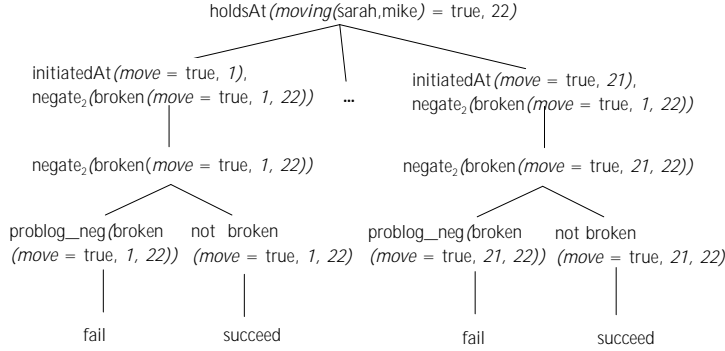 holdsAt(moving(sarah,mike) = true, 22)
initiatedAt(move = true, 1),
negate₂(broken(move = true, 1, 22))
...
initiatedAt(move = true, 21),
negate₂(broken(move = true, 1, 22))
negate₂(broken(move = true, 1, 22))
negate₂(broken(move = true, 21, 22))
problog_neg(broken
(move = true, 1, 22))
not broken
(move = true, 1, 22)
problog_neg(broken
(move = true, 21, 22))
not broken
(move = true, 21, 22)
fail
succeed
fail
succeed